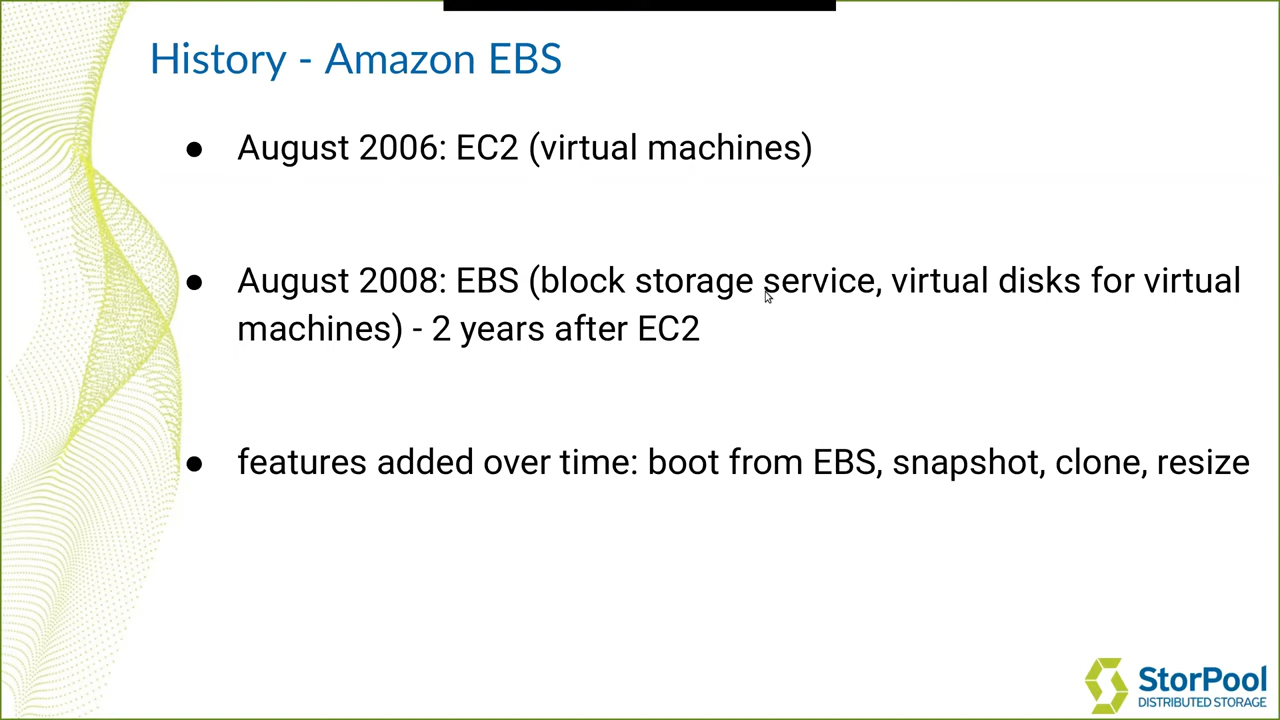 History - Amazon EBS
● August 2006: EC2 (virtual machines)
● August 2008: EBS (block storage service, virtual disks for virtual
machines) - 2 years after EC2
● features added over time: boot from EBS, snapshot, clone, resize
StorPool
DISTRIBUTED STORAGE